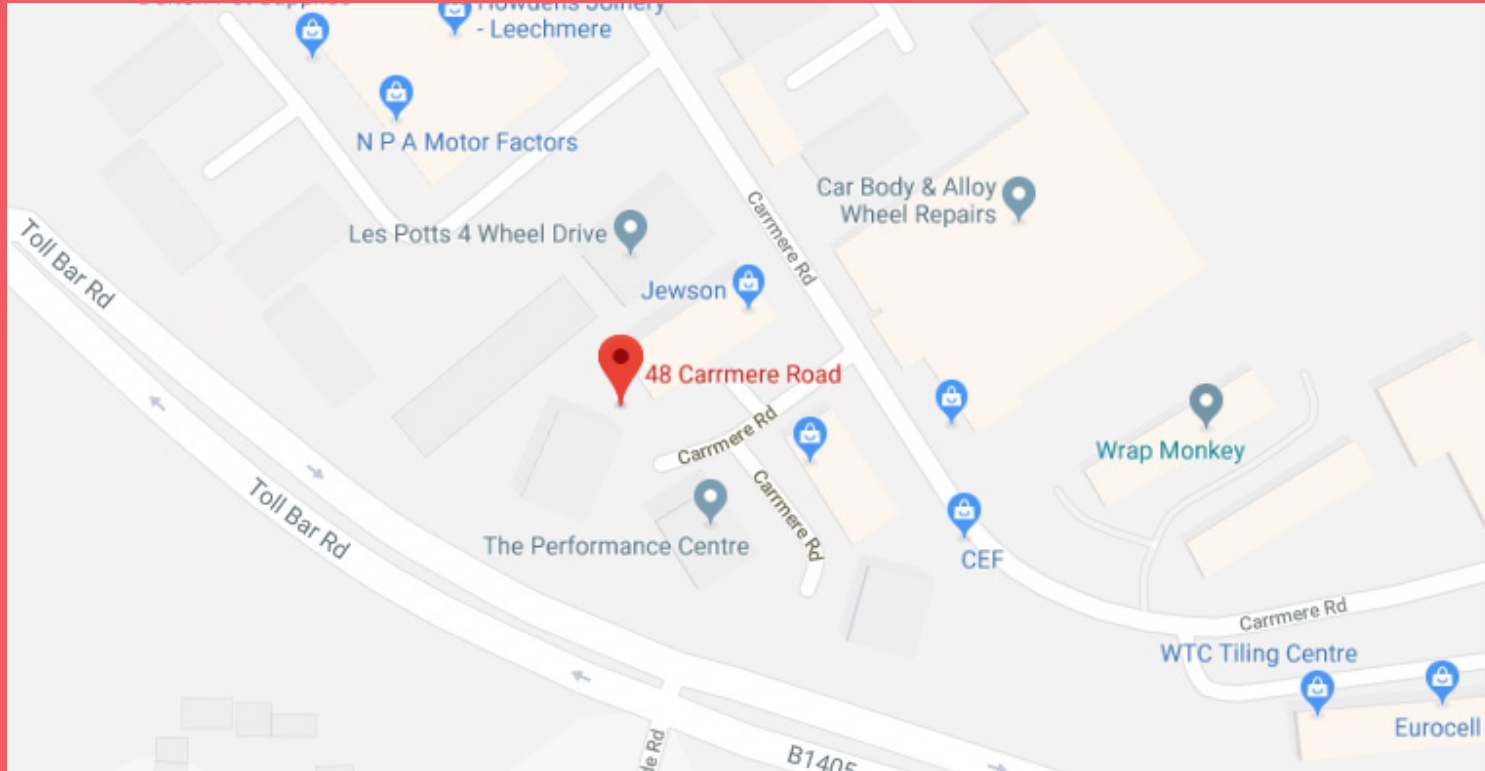 Howdens Joinery
- Leechmere
N P A Motor Factors
Car Body & Alloy
Wheel Repairs
Carrmere Rd
Les Potts 4 Wheel Drive
Toll Bar Rd
Jewson
48 Carrmere Road
Carrmere Rd
Wrap Monkey
Carrmere Rd
Toll Bar Rd
The Performance Centre
CEF
Carrmere Rd
WTC Tiling Centre
Eurocell
B1405